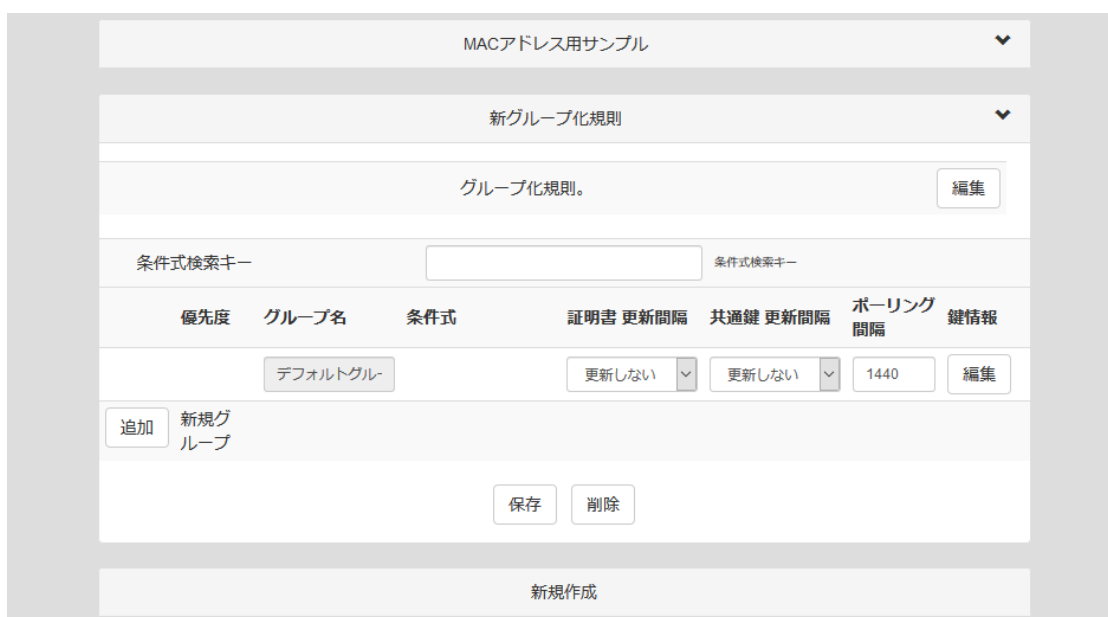 MACアドレス用サンプル
新グループ化規則
グループ化規則。 編集
条件式検索キー 条件式検索キー
優先度 グループ名 条件式 証明書 更新間隔 共通鍵 更新間隔 ポーリング 鍵情報
間隔
デフォルトグルー 更新しない 更新しない 1440 編集
追加 新規グ
ループ
保存 削除
新規作成